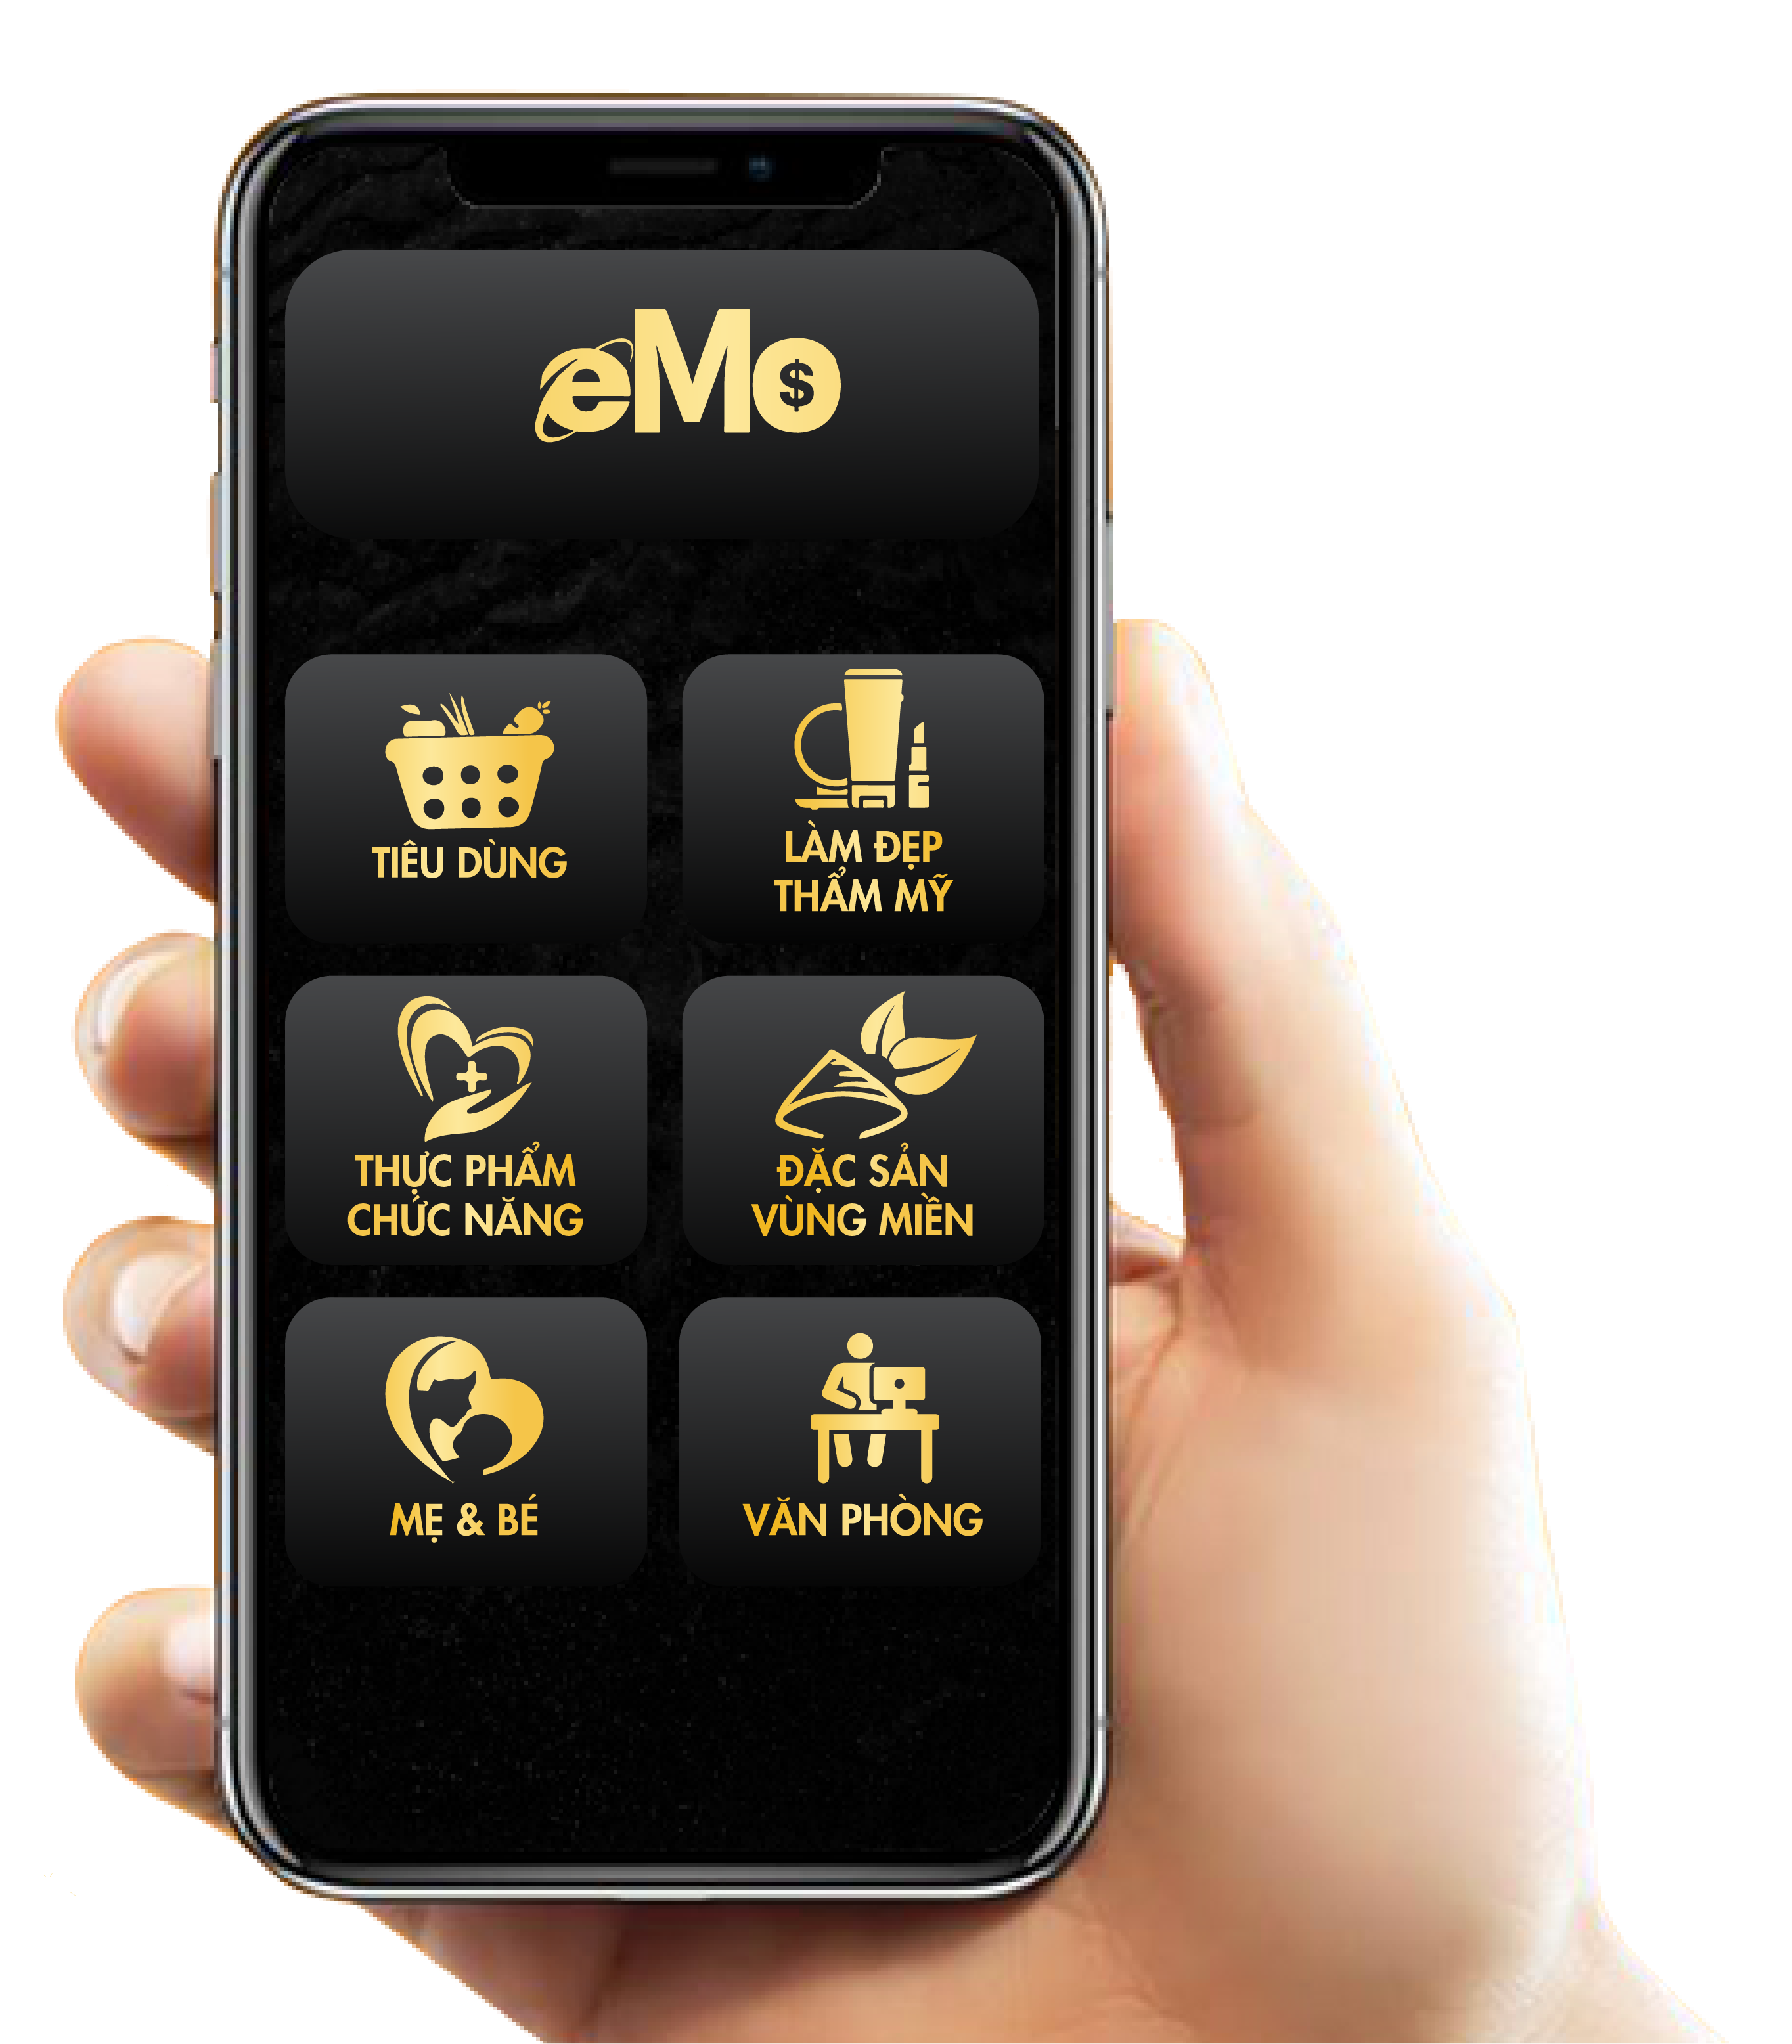 eMo
$
TIÊU DÙNG
LÀM ĐẸP
THẨM MỸ
THỰC PHẨM
CHỨC NĂNG
ĐẶC SẢN
VÙNG MIỀN
MẸ & BÉ
VĂN PHÒNG